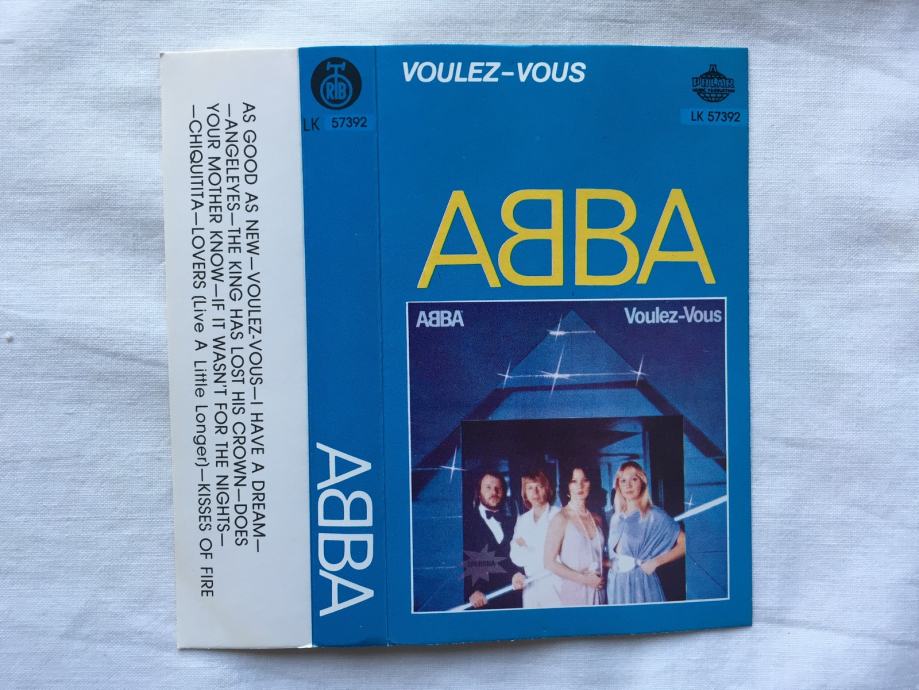 AS GOOD AS NEW—VOULEZ-VOUS—I HAVE A DREAM—
—ANGELEYES—THE KING HAS LOST HIS CROWN—DOES
YOUR MOTHER KNOW—IF IT WASN'T FOR THE NIGHTS—
—CHIQUITITA—LOVERS (Live A Little Longer)—KISSES OF FIRE
RTB
LK 57392
ABBA
VOULEZ-VOUS
POLAR
LK 57392
ABBA
ABBA
Voulez-Vous